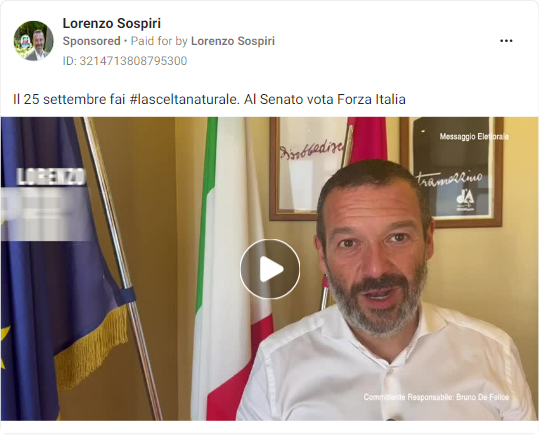 Lorenzo Sospiri
Sponsored • Paid for by Lorenzo Sospiri
ID: 3214713808795300
Il 25 settembre fai #lasceltanaturale. Al Senato vota Forza Italia
Messaggio Elettorale
LORENZO
dA
Committente Responsabile: Bruno De Felice